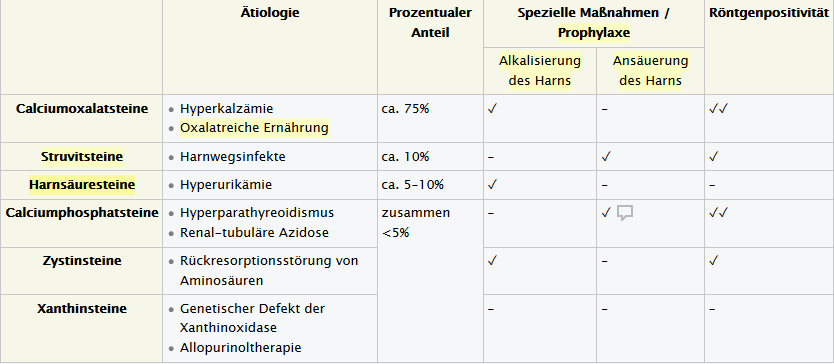 Ätiologie
Prozentualer
Anteil
Spezielle Maßnahmen /
Prophylaxe
Röntgenpositivität
Alkalisierung
des Harns
Ansäuerung
des Harns
Calciumoxalatsteine
• Hyperkalzämie
• Oxalatreiche Ernährung
ca. 75%
✓
–
✓✓
Struvitsteine
• Harnwegsinfekte
ca. 10%
–
✓
✓
Harnsäuresteine
• Hyperurikämie
ca. 5–10%
✓
–
–
Calciumphosphatsteine
• Hyperparathyreoidismus
• Renal-tubuläre Azidose
zusammen
<5%
–
✓
✓✓
Zystinsteine
• Rückresorptionsstörung von
Aminosäuren
✓
–
✓
Xanthinsteine
• Genetischer Defekt der
Xanthinoxidase
• Allopurinoltherapie
–
–
–